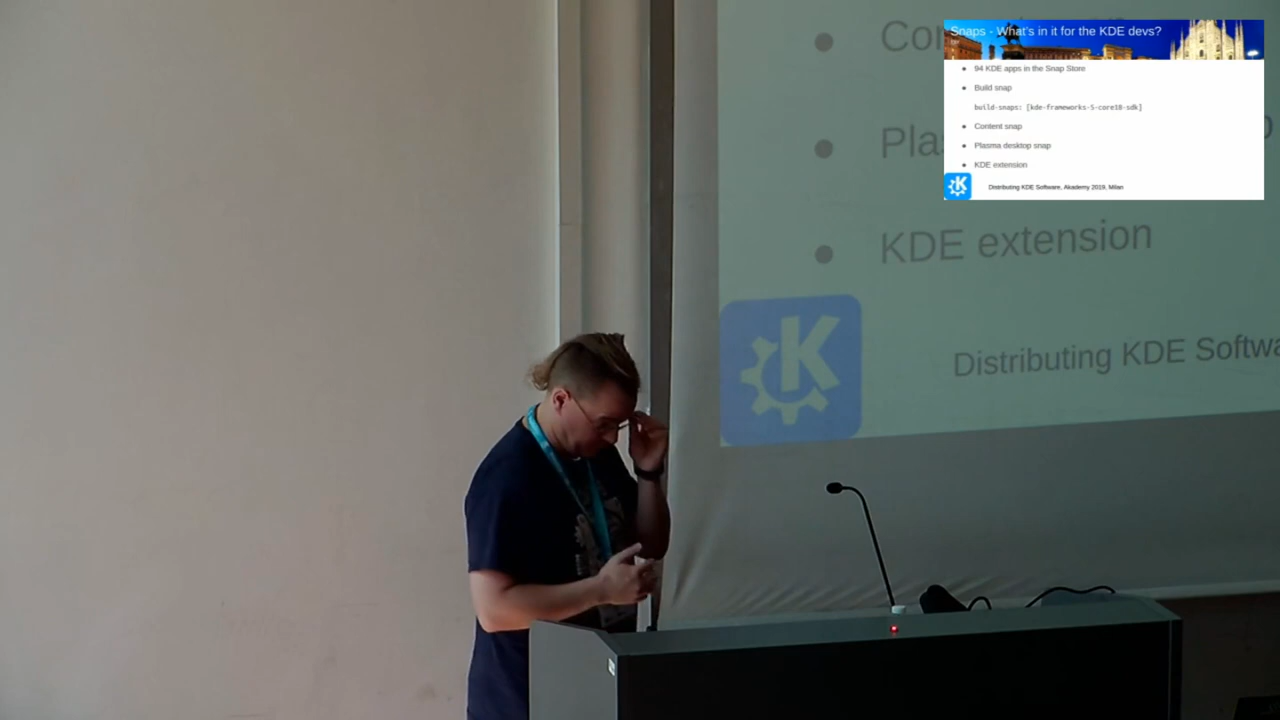 Snaps - What's in it for the KDE devs?
94 KDE apps in the Snap Store
Build snap
build-snaps: [kde-frameworks-5-core18-sdk]
Content snap
Plasma desktop snap
KDE extension
K
Distributing KDE Software, Akademy 2019, Milan
Con
Pla
KDE extension
K
Distributing KDE Softwa